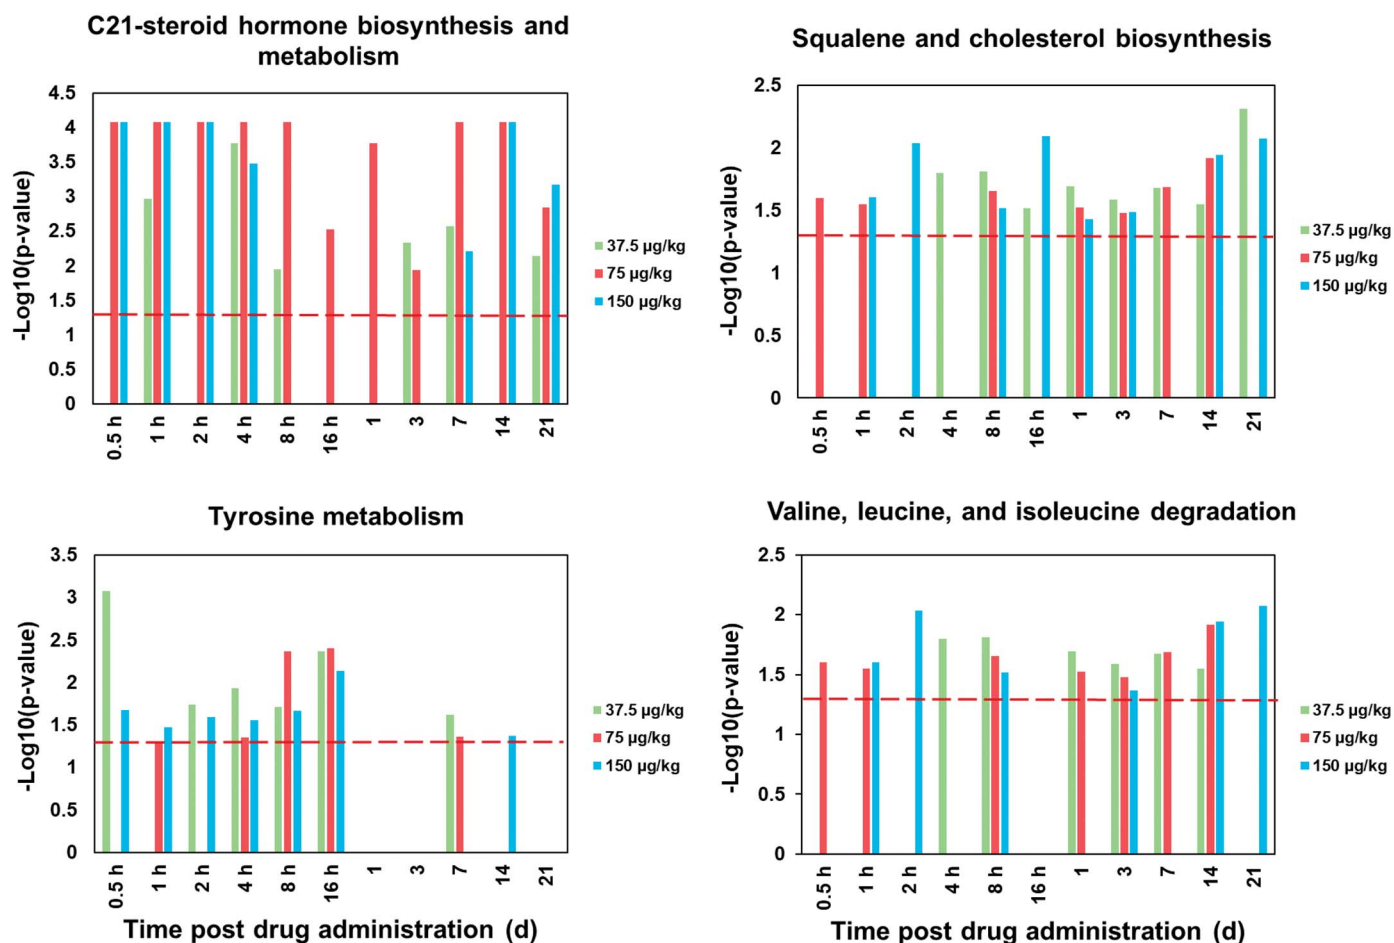 C21-steroid hormone biosynthesis and
metabolism
-Log10(p-value)
4.5
4
3.5
3
2.5
2
1.5
1
0.5
0
0.5 h
1 h
2 h
4 h
8 h
16 h
1
3
7
14
21
37.5 µg/kg
75 µg/kg
150 µg/kg
Squalene and cholesterol biosynthesis
-Log10(p-value)
2.5
2
1.5
1
0.5
0
0.5 h
1 h
2 h
4 h
8 h
16 h
1
3
7
14
21
37.5 µg/kg
75 µg/kg
150 µg/kg
Tyrosine metabolism
-Log10(p-value)
3.5
3
2.5
2
1.5
1
0.5
0
0.5 h
1 h
2 h
4 h
8 h
16 h
1
3
7
14
21
Time post drug administration (d)
37.5 µg/kg
75 µg/kg
150 µg/kg
Valine, leucine, and isoleucine degradation
-Log10(p-value)
2.5
2
1.5
1
0.5
0
0.5 h
1 h
2 h
4 h
8 h
16 h
1
3
7
14
21
Time post drug administration (d)
37.5 µg/kg
75 µg/kg
150 µg/kg